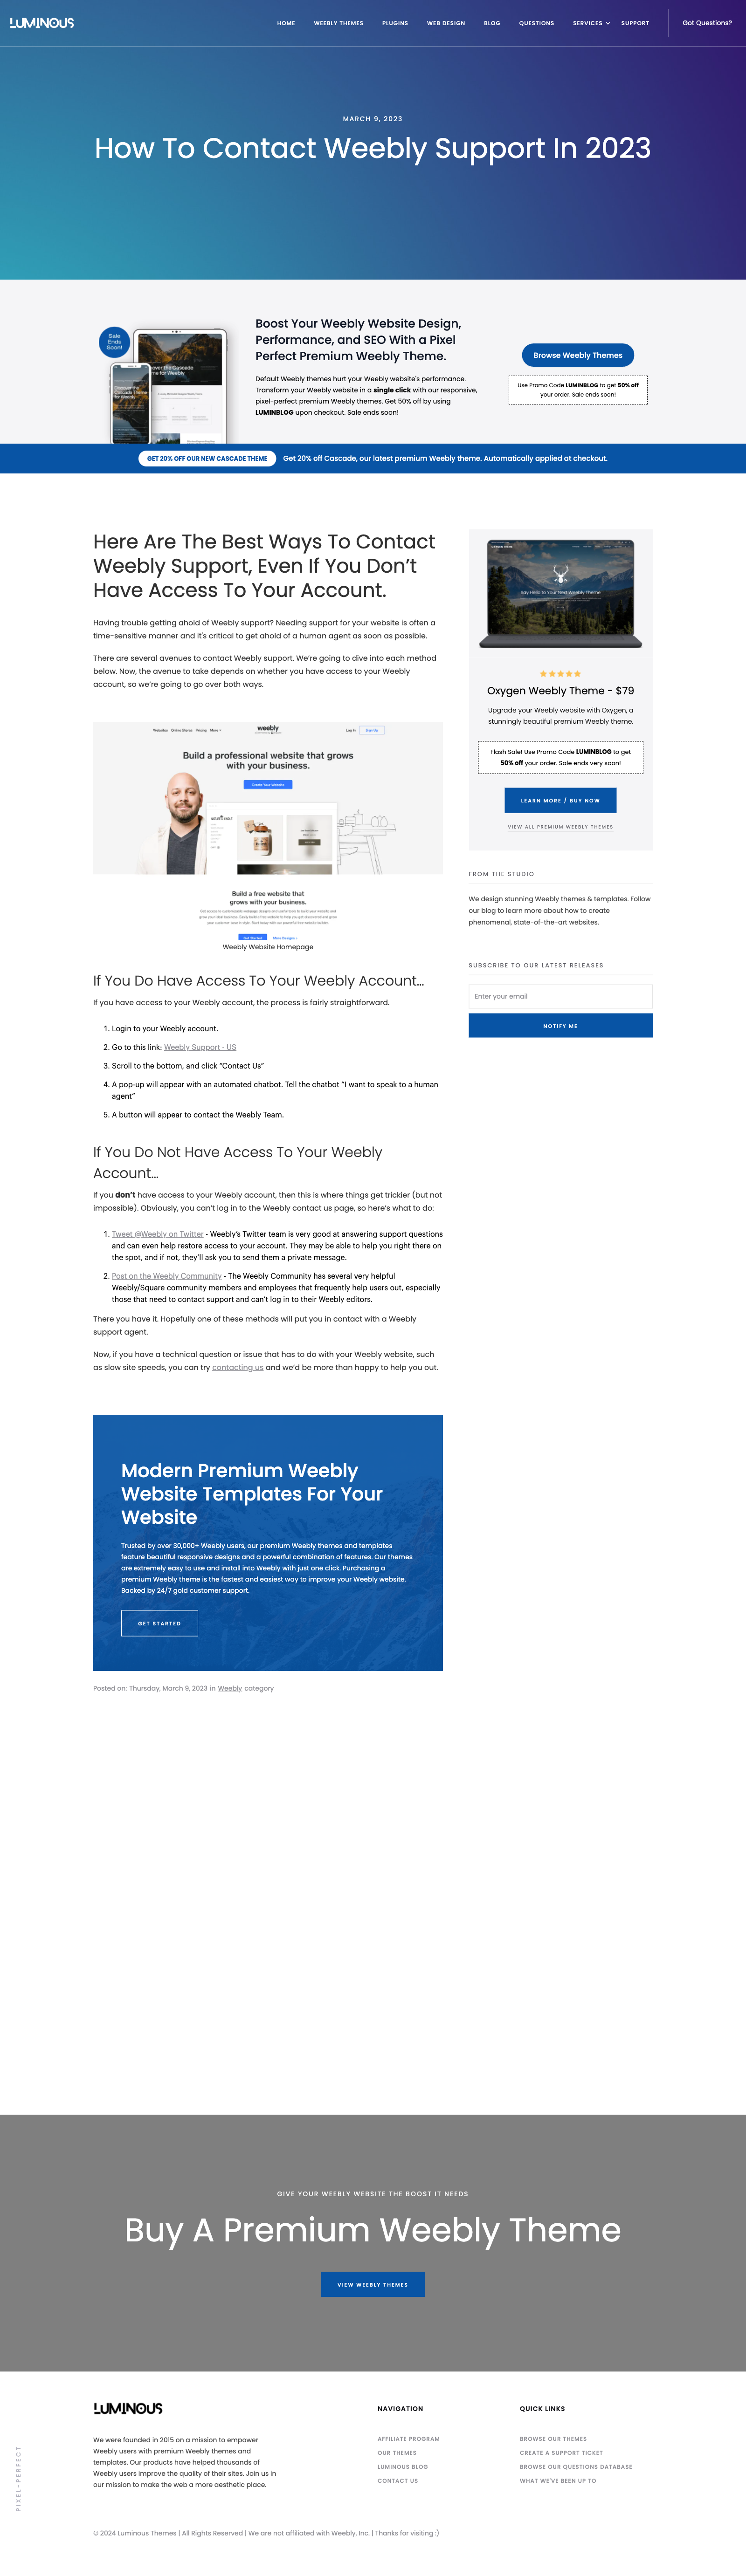 LUMINOUS
HOME
WEEBLY THEMES
PLUGINS
WEB DESIGN
BLOG
QUESTIONS
SERVICES
SUPPORT
Got Questions?
MARCH 9, 2023
How To Contact Weebly Support In 2023
Sale
Ends
Soon!
Boost Your Weebly Website Design,
Performance, and SEO With a Pixel
Perfect Premium Weebly Theme.
Default Weebly themes hurt your Weebly website's performance.
Transform your Weebly website in a single click with our responsive,
pixel-perfect premium Weebly themes. Get 50% off by using
LUMINBLOG upon checkout. Sale ends soon!
Browse Weebly Themes
Use Promo Code LUMINBLOG to get 50% off
your order. Sale ends soon!
GET 20% OFF OUR NEW CASCADE THEME
Get 20% off Cascade, our latest premium Weebly theme. Automatically applied at checkout.
Here Are The Best Ways To Contact
Weebly Support, Even If You Don't
Have Access To Your Account.
Having trouble getting ahold of Weebly support? Needing support for your website is often a
time-sensitive manner and it's critical to get ahold of a human agent as soon as possible.
There are several avenues to contact Weebly support. We're going to dive into each method
below. Now, the avenue to take depends on whether you have access to your Weebly
account, so we're going to go over both ways.
Websites Online Stores Pricing More
weebly
Log In
Sign Up
Build a professional website that grows
with your business.
Create Your Website
Build a free website that
grows with your business.
Get Started
More Designs
Weebly Website Homepage
If You Do Have Access To Your Weebly Account...
If you have access to your Weebly account, the process is fairly straightforward.
1. Login to your Weebly account.
2. Go to this link: Weebly Support - US
3. Scroll to the bottom, and click "Contact Us"
4. A pop-up will appear with an automated chatbot. Tell the chatbot "I want to speak to a human
agent"
5. A button will appear to contact the Weebly Team.
If You Do Not Have Access To Your Weebly
Account...
If you don't have access to your Weebly account, then this is where things get trickier (but not
impossible). Obviously, you can't log in to the Weebly contact us page, so here's what to do:
1. Tweet @Weebly on Twitter - Weebly's Twitter team is very good at answering support questions
and can even help restore access to your account. They may be able to help you right there on
the spot, and if not, they'll ask you to send them a private message.
2. Post on the Weebly Community - The Weebly Community has several very helpful
Weebly/Square community members and employees that frequently help users out, especially
those that need to contact support and can't log in to their Weebly editors.
There you have it. Hopefully one of these methods will put you in contact with a Weebly
support agent.
Now, if you have a technical question or issue that has to do with your Weebly website, such
as slow site speeds, you can try contacting us and we'd be more than happy to help you out.
Modern Premium Weebly
Website Templates For Your
Website
Trusted by over 30,000+ Weebly users, our premium Weebly themes and templates
feature beautiful responsive designs and a powerful combination of features. Our themes
are extremely easy to use and install into Weebly with just one click. Purchasing a
premium Weebly theme is the fastest and easiest way to improve your Weebly website.
Backed by 24/7 gold customer support.
GET STARTED
Posted on: Thursday, March 9, 2023 in Weebly category
Say Hello to Your Next Weebly Theme
Oxygen Weebly Theme - $79
Upgrade your Weebly website with Oxygen, a
stunningly beautiful premium Weebly theme.
Flash Sale! Use Promo Code LUMINBLOG to get
50% off your order. Sale ends very soon!
LEARN MORE / BUY NOW
VIEW ALL PREMIUM WEEBLY THEMES
FROM THE STUDIO
We design stunning Weebly themes & templates. Follow
our blog to learn more about how to create
phenomenal, state-of-the-art websites.
SUBSCRIBE TO OUR LATEST RELEASES
Enter your email
NOTIFY ME
GIVE YOUR WEEBLY WEBSITE THE BOOST IT NEEDS
Buy A Premium Weebly Theme
VIEW WEEBLY THEMES
LUMINOUS
We were founded in 2015 on a mission to empower
Weebly users with premium Weebly themes and
templates. Our products have helped thousands of
Weebly users improve the quality of their sites. Join us in
our mission to make the web a more aesthetic place.
NAVIGATION
AFFILIATE PROGRAM
OUR THEMES
LUMINOUS BLOG
CONTACT US
QUICK LINKS
BROWSE OUR THEMES
CREATE A SUPPORT TICKET
BROWSE OUR QUESTIONS DATABASE
WHAT WE'VE BEEN UP TO
PIXEL-PERFECT
© 2024 Luminous Themes | All Rights Reserved | We are not affiliated with Weebly, Inc. | Thanks for visiting :)